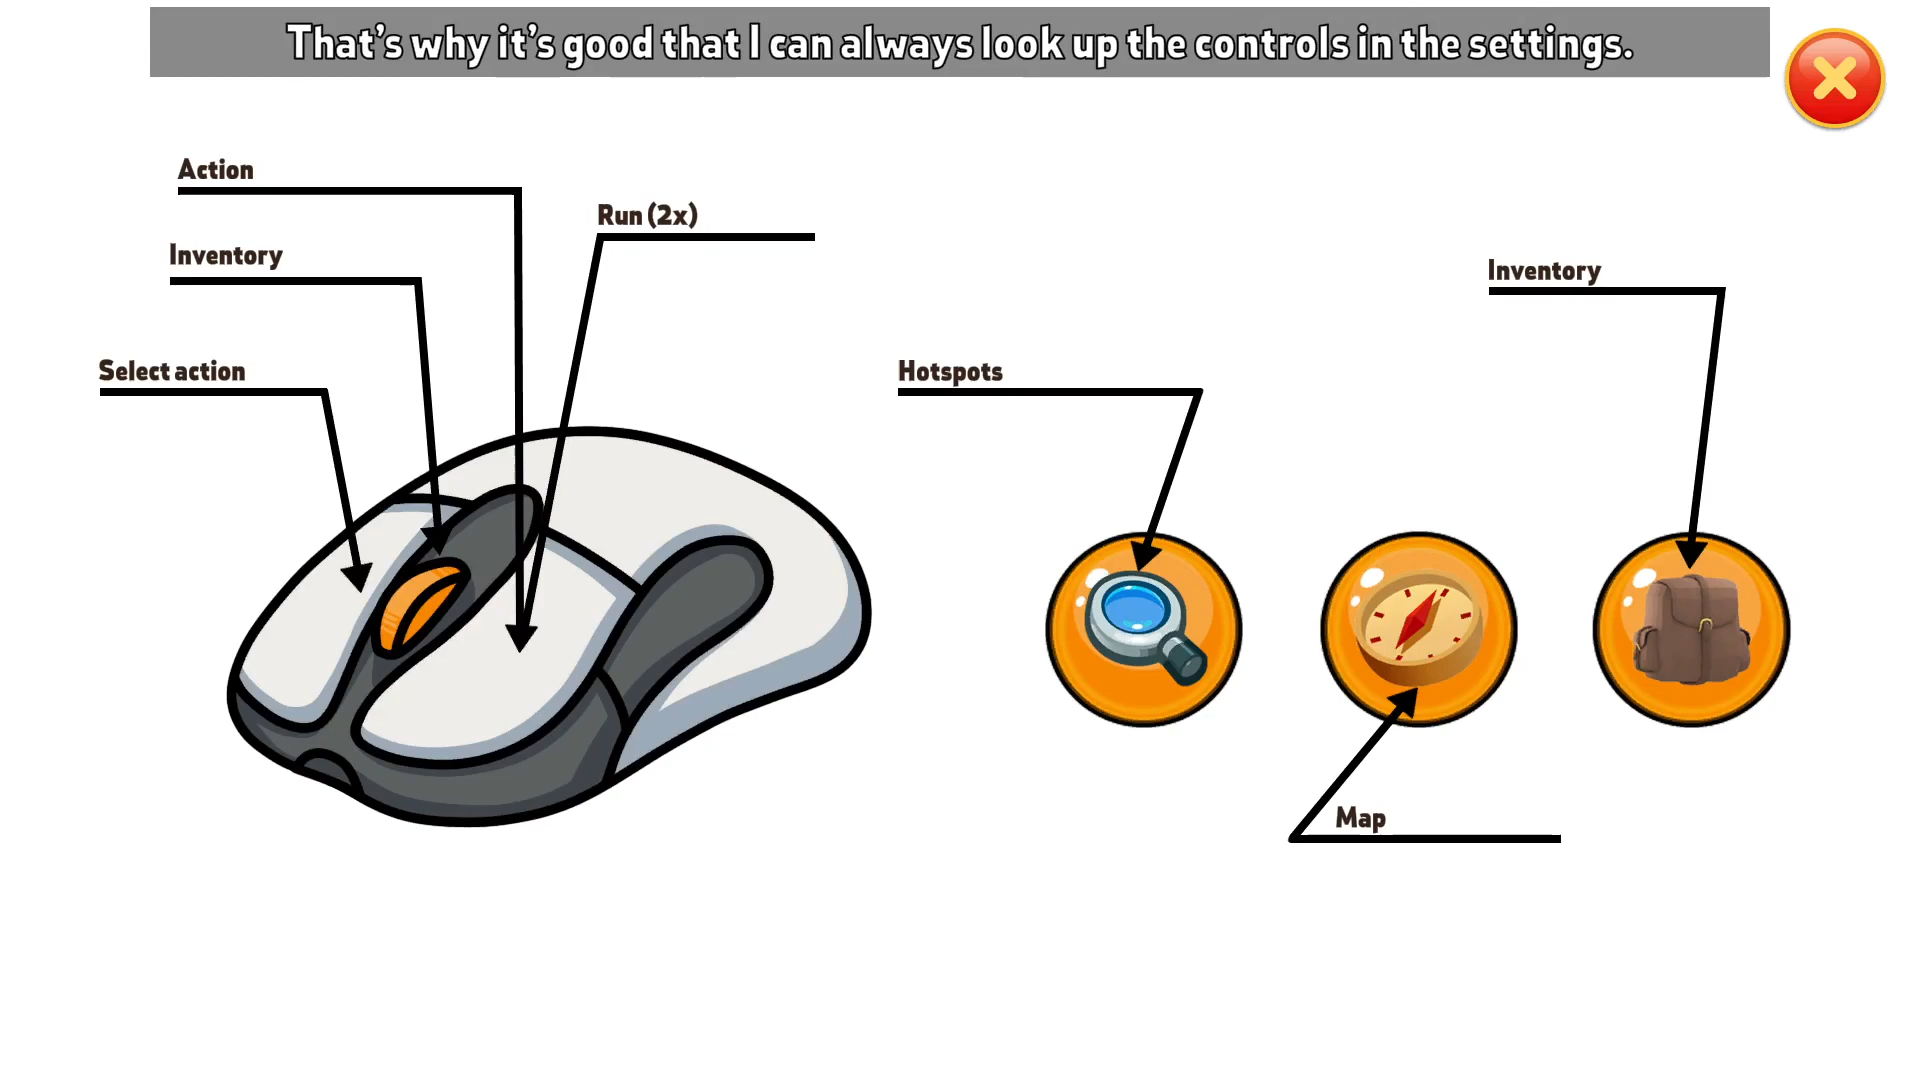 That's why it's good that I can always look up the controls in the settings.
Action
Run (2x)
Inventory
Inventory
Select action
Hotspots
Map